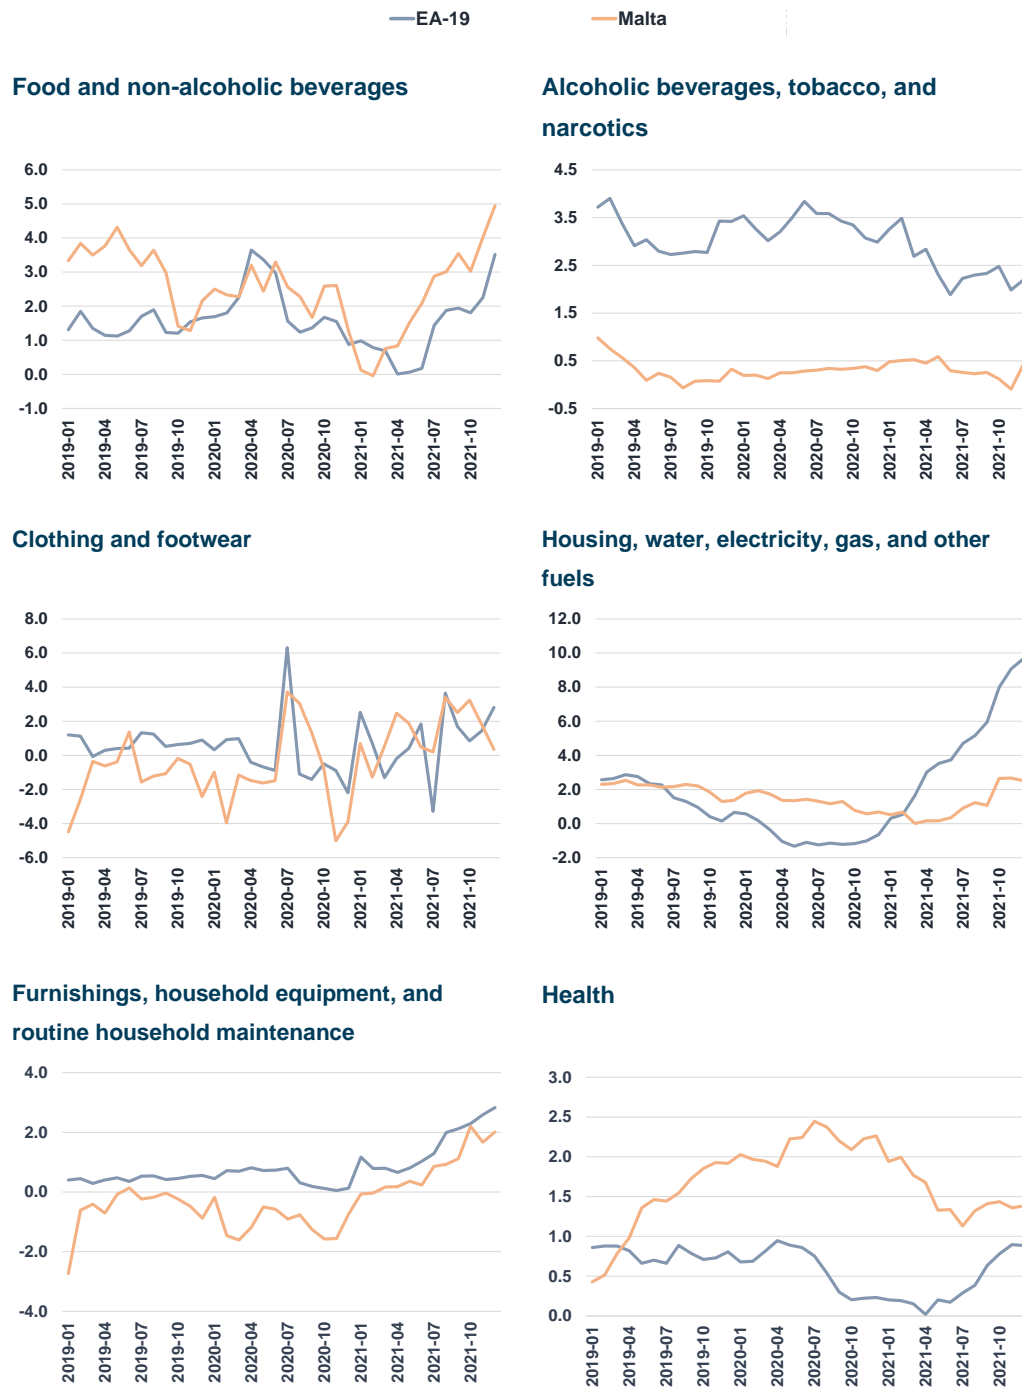 EA-19 Malta
Food and non-alcoholic beverages
6.0
5.0
4.0
3.0
2.0
1.0
0.0
-1.0
2019-01 2019-04 2019-07 2019-10 2020-01 2020-04 2020-07 2020-10 2021-01 2021-04 2021-07 2021-10
Alcoholic beverages, tobacco, and
narcotics
4.5
3.5
2.5
1.5
0.5
-0.5
2019-01 2019-04 2019-07 2019-10 2020-01 2020-04 2020-07 2020-10 2021-01 2021-04 2021-07 2021-10
Clothing and footwear
8.0
6.0
4.0
2.0
0.0
-2.0
-4.0
-6.0
2019-01 2019-04 2019-07 2019-10 2020-01 2020-04 2020-07 2020-10 2021-01 2021-04 2021-07 2021-10
Housing, water, electricity, gas, and other
fuels
12.0
10.0
8.0
6.0
4.0
2.0
0.0
-2.0
2019-01 2019-04 2019-07 2019-10 2020-01 2020-04 2020-07 2020-10 2021-01 2021-04 2021-07 2021-10
Furnishings, household equipment, and
routine household maintenance
4.0
2.0
0.0
-2.0
-4.0
2019-01 2019-04 2019-07 2019-10 2020-01 2020-04 2020-07 2020-10 2021-01 2021-04 2021-07 2021-10
Health
3.0
2.5
2.0
1.5
1.0
0.5
0.0
2019-01 2019-04 2019-07 2019-10 2020-01 2020-04 2020-07 2020-10 2021-01 2021-04 2021-07 2021-10